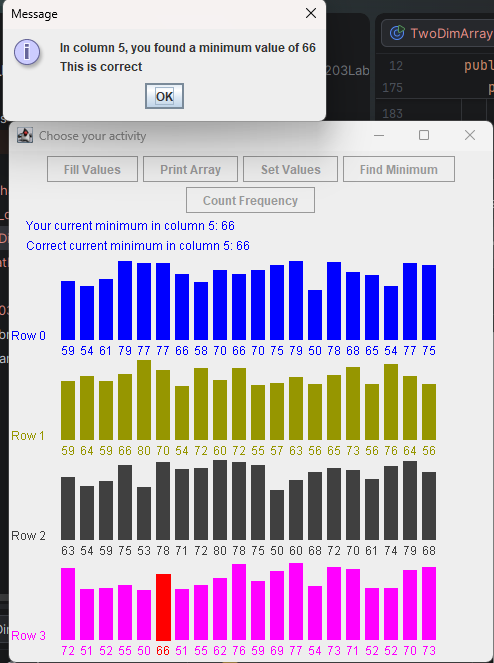 Message
In column 5, you found a minimum value of 66
This is correct
OK
203Lab
TwoDimArray
12 publ
175 p
183
Choose your activity
Fill Values Print Array Set Values Find Minimum
Count Frequency
Your current minimum in column 5: 66
Correct current minimum in column 5: 66
Row 0
59 54 61 79 77 77 66 58 70 66 70 75 79 50 78 68 65 54 77 75
Row 1
59 64 59 66 80 70 54 72 60 72 55 57 63 56 65 73 56 76 64 56
Row 2
63 54 59 75 53 78 71 72 80 78 75 50 60 68 72 70 61 74 79 68
Row 3
72 51 52 55 50 66 51 55 62 76 59 69 77 54 73 71 52 52 70 73